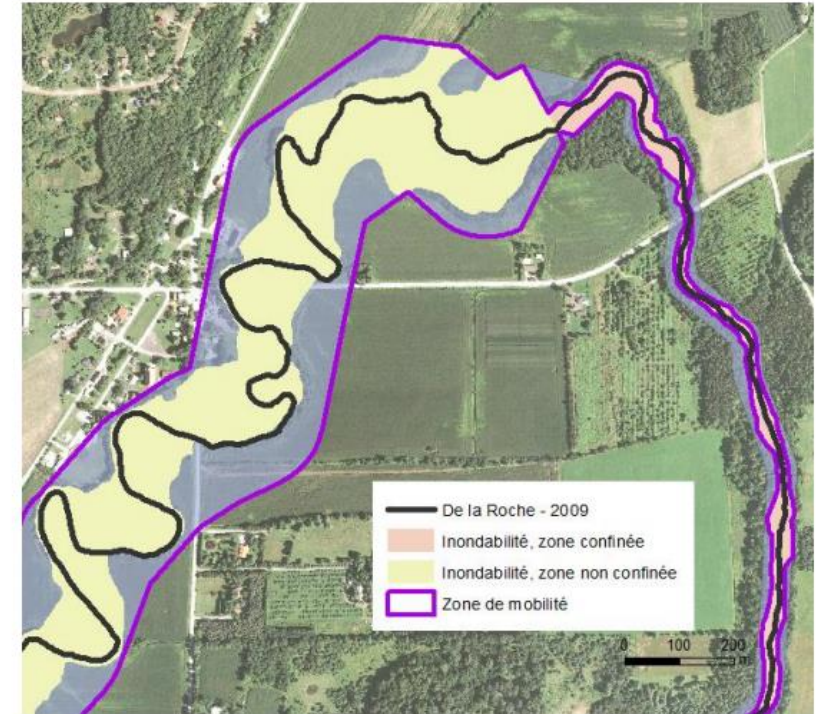 De la Roche - 2009
Inondabilité, zone confinée
Inondabilité, zone non confinée
Zone de mobilité
0 100 200
m